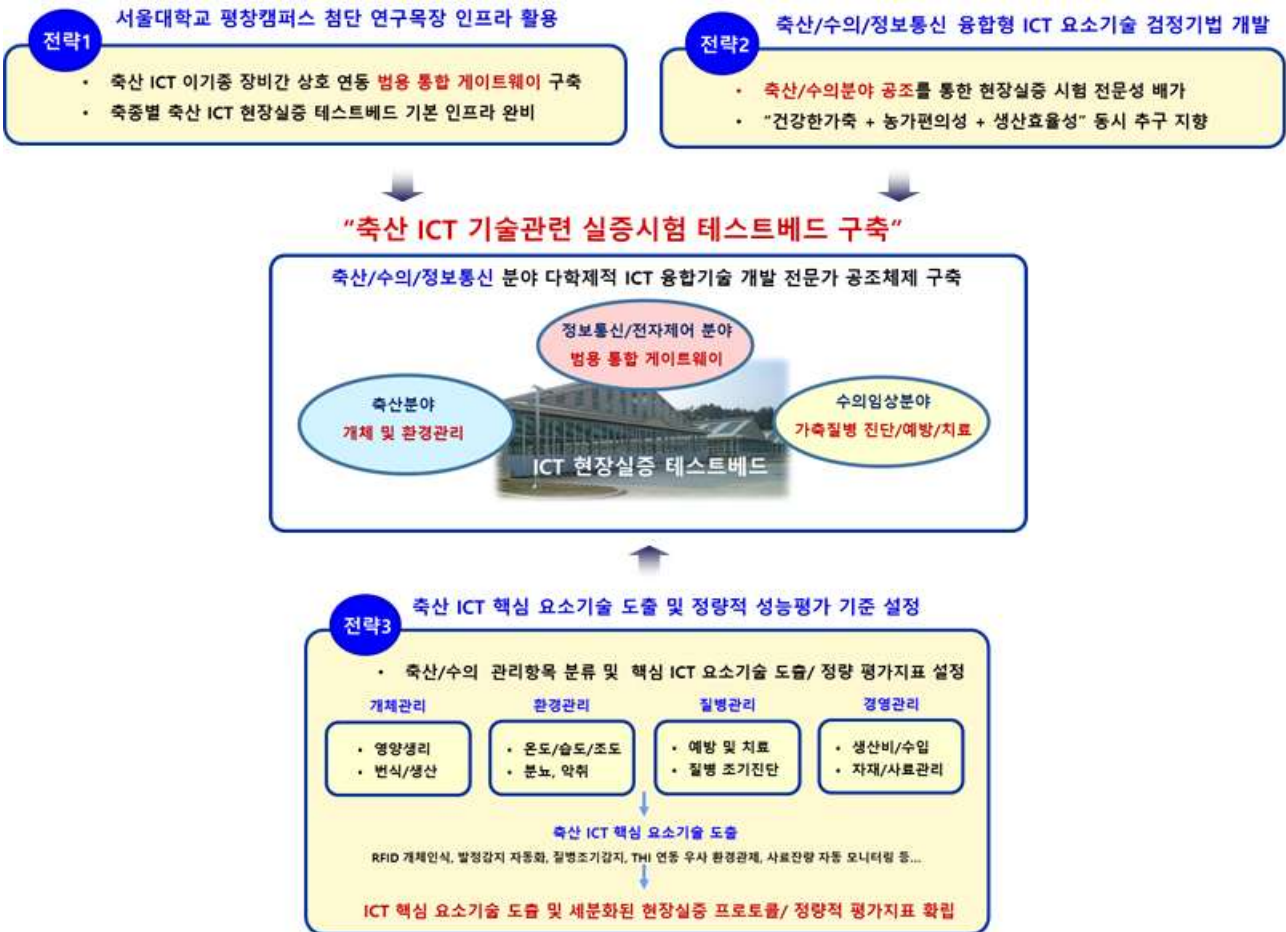 서울대학교 평창캠퍼스 첨단 연구목장 인프라 활용
전략1
• 축산 ICT 이기종 장비간 상호 연동 범용 통합 게이트웨이 구축
• 축종별 축산 ICT 현장실증 테스트베드 기본 인프라 완비
축산/수의/정보통신 융합형 ICT 요소기술 검정기법 개발
전략2
• 축산/수의분야 공조를 통한 현장실증 시험 전문성 배가
• "건강한가축 + 농가편의성 + 생산효율성" 동시 추구 지향
"축산 ICT 기술관련 실증시험 테스트베드 구축"
축산/수의/정보통신 분야 다학제적 ICT 융합기술 개발 전문가 공조체제 구축
정보통신/전자제어 분야
범용 통합 게이트웨이
축산분야
개체 및 환경관리
수의임상분야
가축질병 진단/예방/치료
ICT 현장실증 테스트베드
축산 ICT 핵심 요소기술 도출 및 정량적 성능평가 기준 설정
전략3
• 축산/수의 관리항목 분류 및 핵심 ICT 요소기술 도출/ 정량 평가지표 설정
개체관리
• 영양생리
• 번식/생산
환경관리
• 온도/습도/조도
• 분뇨, 악취
질병관리
• 예방 및 치료
• 질병 조기진단
경영관리
• 생산비/수입
• 자재/사료관리
축산 ICT 핵심 요소기술 도출
RFID 개체인식, 발정감지 자동화, 질병조기감지, THI 연동 우사 환경관제, 사료잔량 자동 모니터링 등...
ICT 핵심 요소기술 도출 및 세분화된 현장실증 프로토콜/ 정량적 평가지표 확립